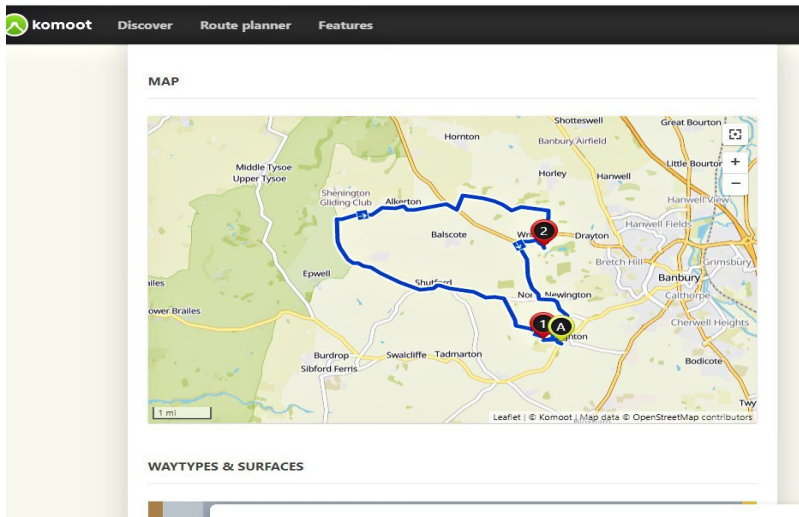 komoot Discover Route planner Features
MAP
Shotteswell Great Bourton
Hornton Banbury Airfield
Middle Tysoe Little Bourton
Upper Tysoe Horley Hanwell
Shenington
Gliding Club Alkerton Hanwell View
Hanwell Fields
Balscote 2 Drayton
Bretch Hill Grimsbury
Epwell Banbury
Shutford Calthorpe
Newington
ower Brailes 1 A Cherwell Heights
Burdrop Swalcliffe Tadmarton Bodicote
Sibford Ferris
Twy
1 mi
Leaflet | © Komoot | Map data © OpenStreetMap contributors
+
−
WAYTYPES & SURFACES